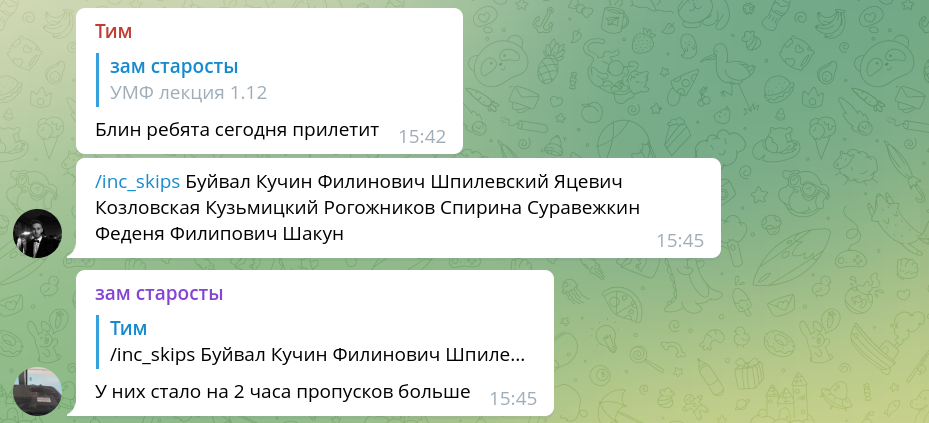 Тим
зам старосты
УМФ лекция 1.12
Блин ребята сегодня прилетит 15:42
/inc_skips Буйвал Кучин Филинович Шпилевский Яцевич
Козловская Кузьмицкий Рогожников Спирина Суравежкин
Феденя Филипович Шакун 15:45
зам старосты
Тим
/inc_skips Буйвал Кучин Филинович Шпиле...
У них стало на 2 часа пропусков больше 15:45